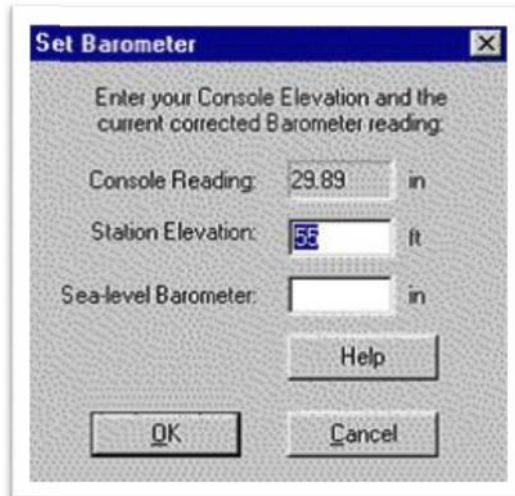 Set Barometer
Enter your Console Elevation and the
current corrected Barometer reading:
Console Reading: 29.89 in
Station Elevation: 55 ft
Sea-level Barometer: in
Help
OK Cancel